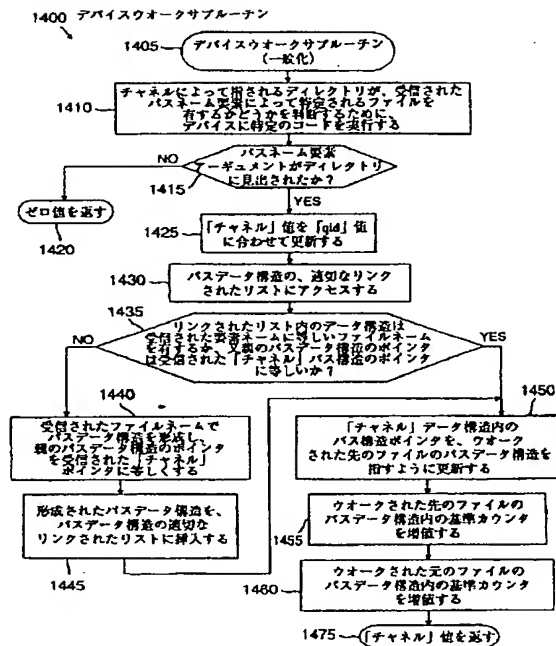 1400 デバイスウオークサブルーチン
1405
デバイスウオークサブルーチン
(一般化)
1410
チャネルによって指されるディレクトリが、受信された
パスネーム要素によって特定されるファイルを
有するかどうかを判断するために、
デバイスに特定のコードを実行する
NO
パスネーム要素
アーギュメントがディレクトリ
に見出されたか?
1415
ゼロ値を返す
1420
YES
1425
「チャネル」値を「qid」値
に合わせて更新する
1430
パスデータ構造の、適切なリンク
されたリストにアクセスする
1435
NO
リンクされたリスト内のデータ構造は
受信された要素ネームに等しいファイルネーム
を有するか、又親のパスデータ構造のポインタ
は受信された「チャネル」パス構造のポインタ
に等しいか?
YES
1440
受信されたファイルネームで
パスデータ構造を形成し、
親のパスデータ構造のポインタ
を受信された「チャネル」
ポインタに等しくする
形成されたパスデータ構造を、
パスデータ構造の適切な
リンクされたリストに挿入する
1445
1450
「チャネル」データ構造内の
パス構造ポインタを、ウオーク
された先のファイルのパスデータ構造を
指すように更新する
1455
ウオークされた先のファイルの
パスデータ構造内の基準カウンタ
を増値する
1460
ウオークされた元のファイルの
パスデータ構造内の基準カウンタ
を増値する
1475
「チャネル」値を返す